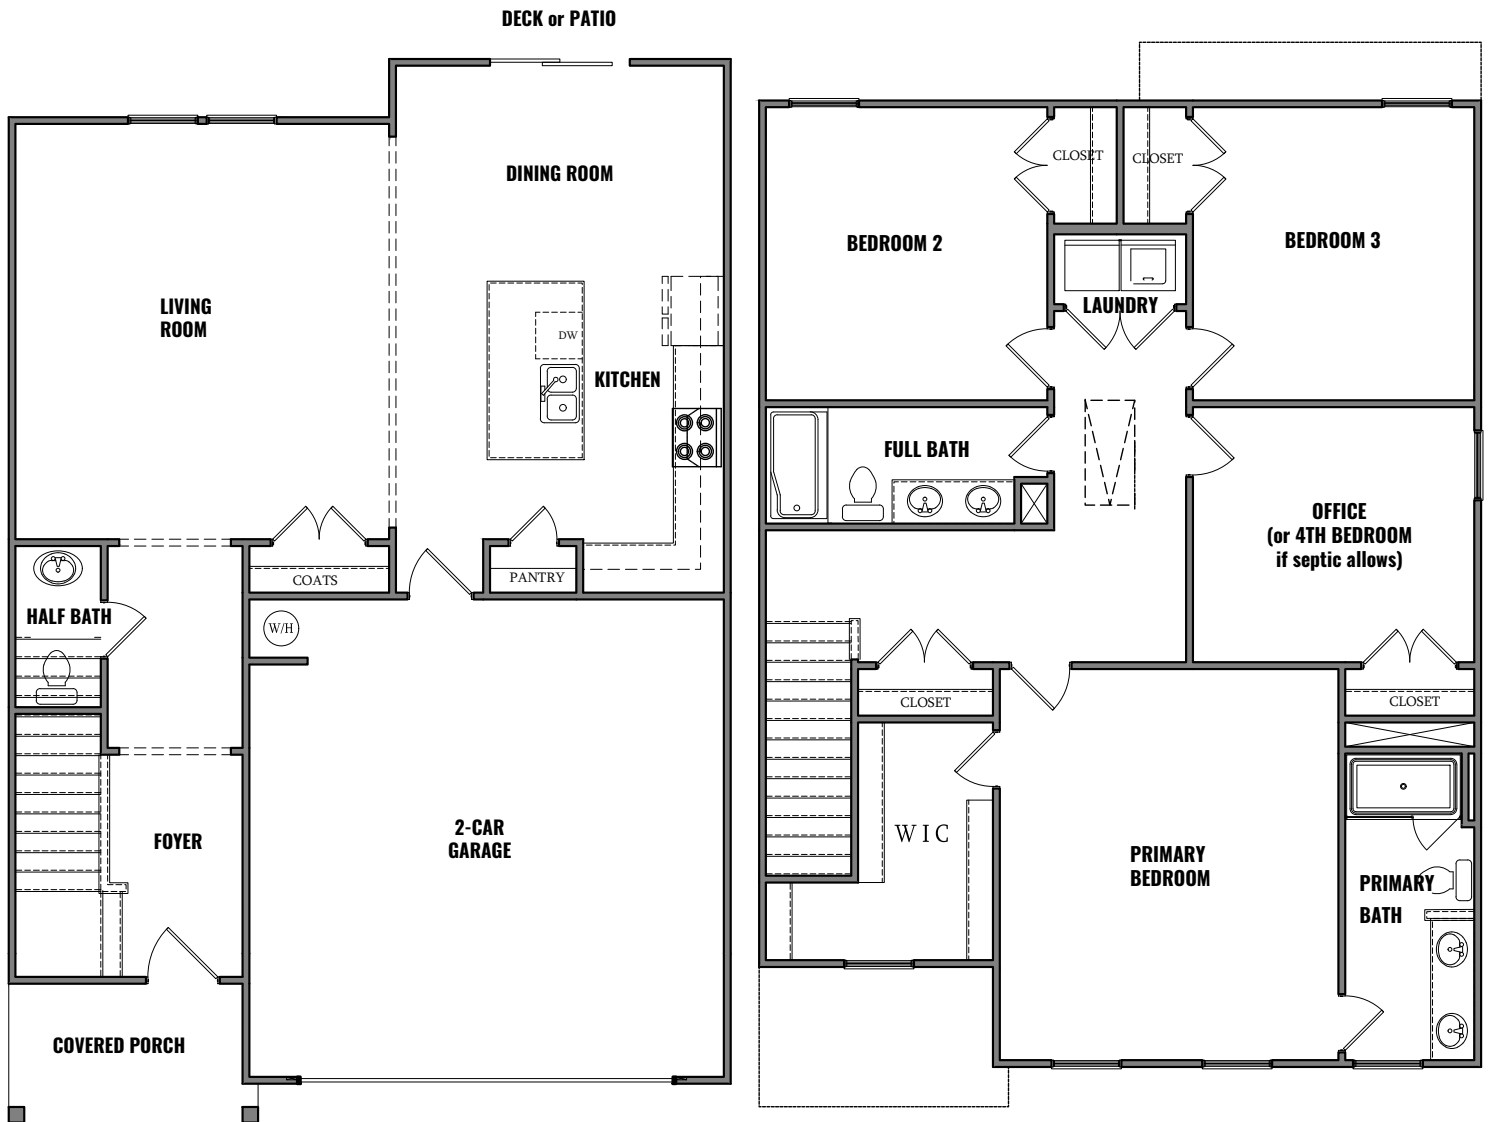 DECK or PATIO
DINING ROOM
LIVING
ROOM
DW
KITCHEN
COATS
PANTRY
HALF BATH
W/H
FOYER
2-CAR
GARAGE
COVERED PORCH
CLOSET
CLOSET
BEDROOM 2
BEDROOM 3
LAUNDRY
FULL BATH
OFFICE
(or 4TH BEDROOM
if septic allows)
CLOSET
CLOSET
WIC
PRIMARY
BEDROOM
PRIMARY
BATH